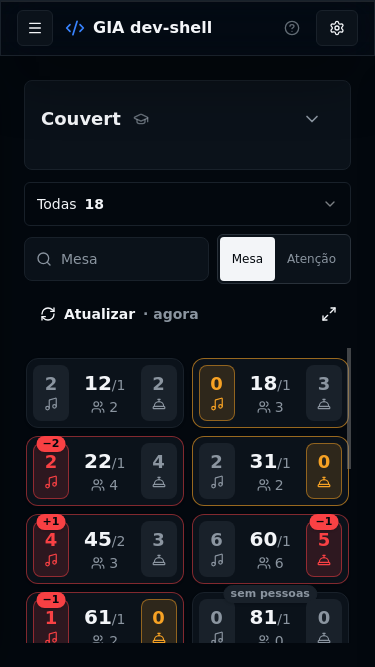 GIA dev-shell
Couvert
Todas 18
Mesa
Mesa
Atenção
Atualizar · agora
2 12/1 2
2
0 18/1 3
3
−2
2 22/1 4
4
2 31/1 0
2
+1
4 45/2 3
3
−1
6 60/1 5
6
−1
1 61/1 0
2
sem pessoas
0 81/1 0
0